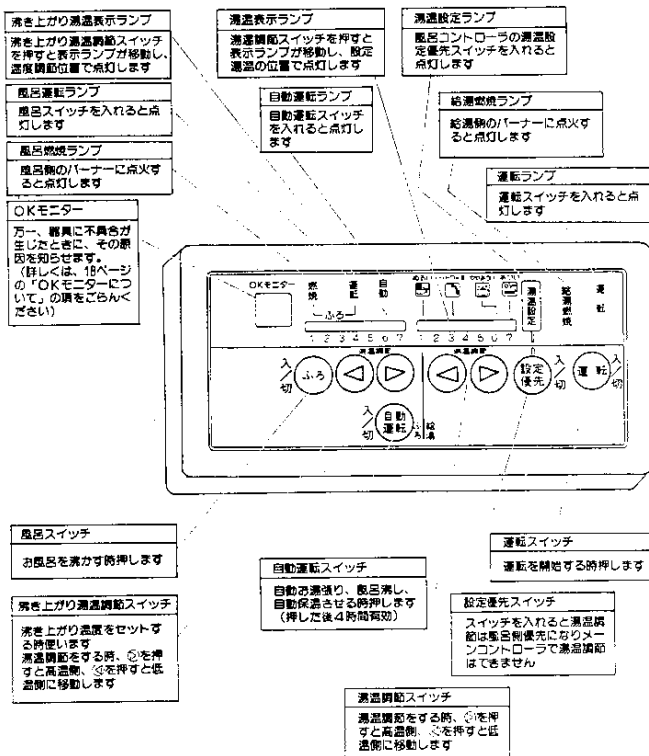 沸き上がり湯温表示ランプ
沸き上がり湯温調節スイッチ
を押すと表示ランプが移動し、
温度調節位置で点灯します
湯温表示ランプ
湯温調節スイッチを押すと
表示ランプが移動し、設定
湯温の位置で点灯します
湯温設定ランプ
風呂コントローラの湯温設
定優先スイッチを入れると
点灯します
風呂運転ランプ
風呂スイッチを入れると点
灯します
自動運転ランプ
自動運転スイッチ
を入れると点灯し
ます
給湯燃焼ランプ
給湯側のバーナーに点火す
ると点灯します
風呂燃焼ランプ
風呂側のバーナーに点火す
ると点灯します
運転ランプ
運転スイッチを入れると点
灯します
OKモニター
万一、器具に不具合が
生じたときに、その原
因を知らせます。
(詳しくは、18ページ
の「OKモニターにつ
いて」の項をごらんく
ださい)
OKモニター
燃焼
運転
自動
ふろ
湯温設定
給湯燃焼
運転
1 2 3 4 5 6 7
1 2 3 4 5 6 7
湯温調節
湯温調節
入/切
ふろ
設定優先
入/切
運転
入/切
入/切
自動運転
ふろ
給湯
風呂スイッチ
お風呂を沸かす時押します
沸き上がり湯温調節スイッチ
沸き上がり温度をセットす
る時使います
湯温調節をする時、▷を押
すと高温側、◁を押すと低
温側に移動します
自動運転スイッチ
自動お湯張り、風呂沸し、
自動保温させる時押します
(押した後4時間有効)
運転スイッチ
運転を開始する時押します
設定優先スイッチ
スイッチを入れると湯温調
節は風呂側優先になりメー
ンコントローラで湯温調節
はできません
湯温調節スイッチ
湯温調節をする時、▷を押
すと高温側、◁を押すと低
温側に移動します